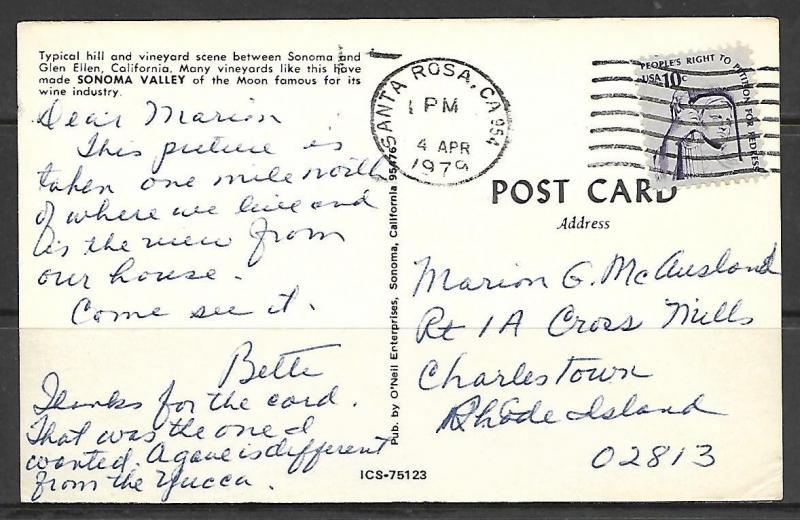 Typical hill and vineyard scene between Sonoma and
Glen Ellen, California. Many vineyards like this have
made SONOMA VALLEY of the Moon famous for its
wine industry.
Dear Marion
This picture is
taken one mile north
of where we live and
is the view from
our house.
Come see it.
Bette
Thanks for the card.
That was the one I
wanted. Agave is different
from the Yucca.
Pub. by O'Neil Enterprises, Sonoma, California 95476
ICS-75123
SANTA ROSA, CA 954
1 PM
4 APR
1979
PEOPLE'S RIGHT TO PETITION FOR REDRESS
USA 10c
POST CARD
Address
Marion G. McAusland
Rt 1A Cross Mills
Charlestown
Rhode Island
02813